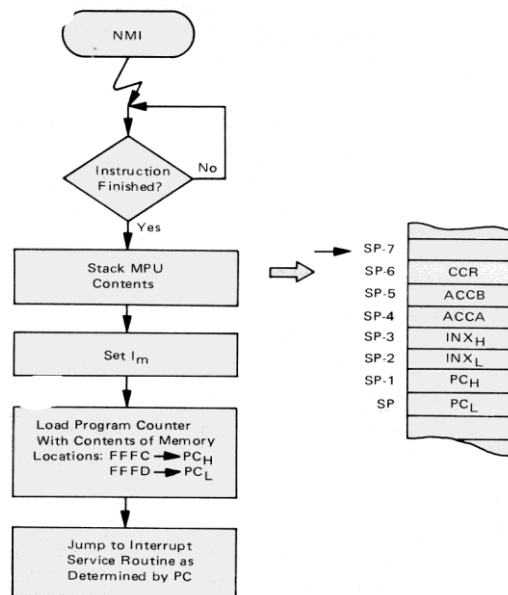 NMI
Instruction
Finished?
No
Yes
Stack MPU
Contents
Set Im
Load Program Counter
With Contents of Memory
Locations: FFFC → PCH
FFFD → PCL
Jump to Interrupt
Service Routine as
Determined by PC
SP-7
SP-6 CCR
SP-5 ACCB
SP-4 ACCA
SP-3 INXH
SP-2 INXL
SP-1 PCH
SP PCL